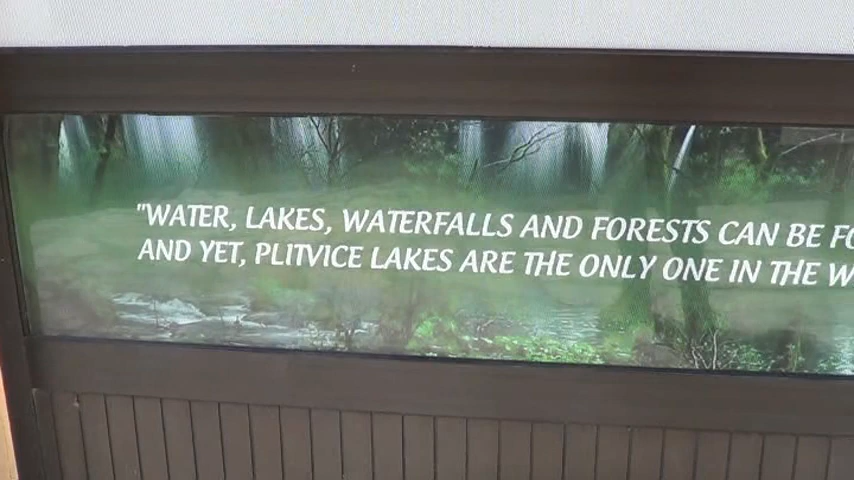 "WATER, LAKES, WATERFALLS AND FORESTS CAN BE
AND YET, PLITVICE LAKES ARE THE ONLY ONE IN THE